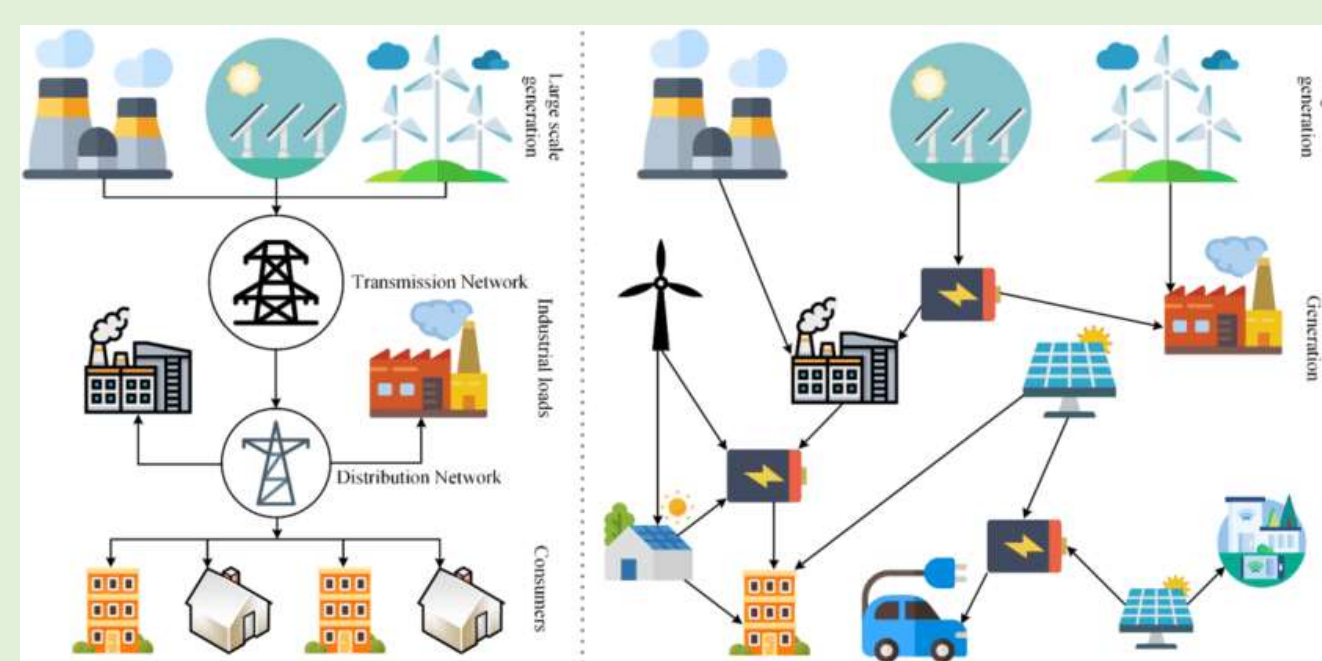 Large scale
generation
Transmission Network
Industrial loads
Distribution Network
Consumers
generation
Generation